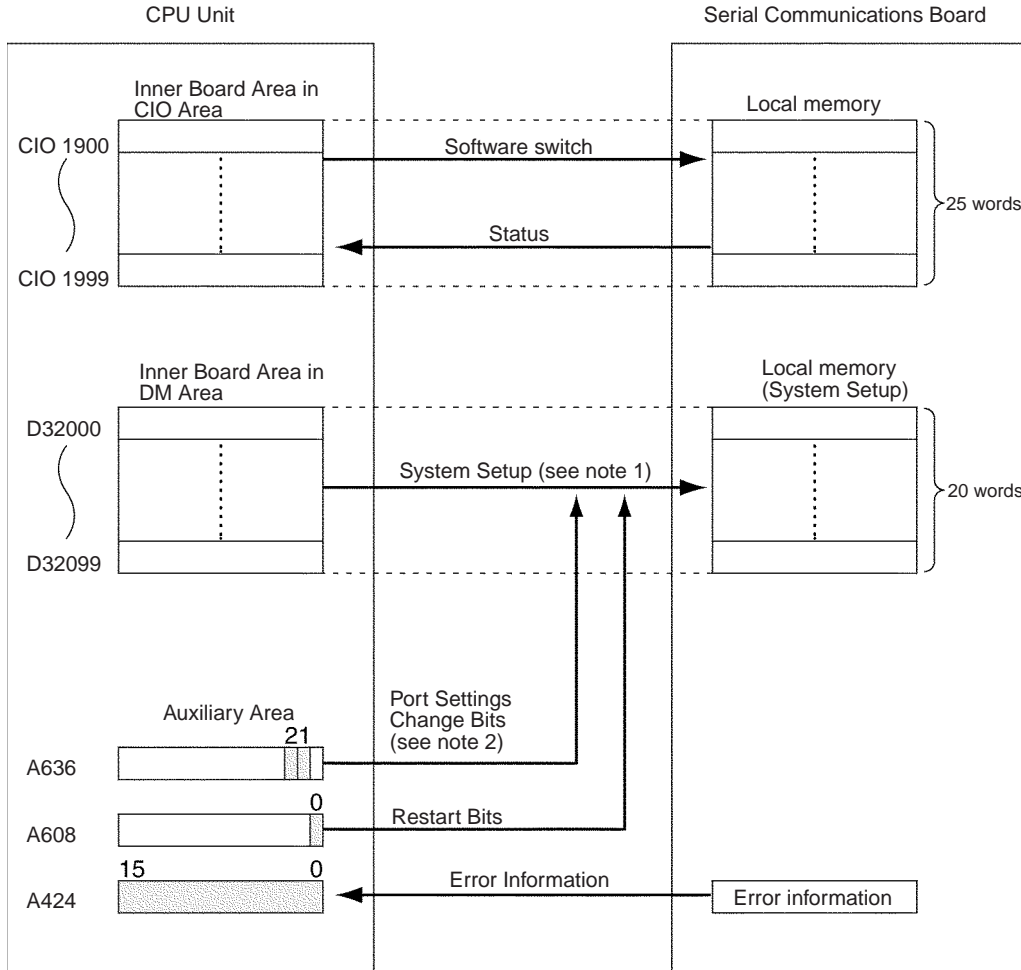 CPU Unit
Serial Communications Board
Inner Board Area in
CIO Area
Local memory
CIO 1900
Software switch
25 words
Status
CIO 1999
Inner Board Area in
DM Area
Local memory
(System Setup)
D32000
System Setup (see note 1)
20 words
D32099
Port Settings
Change Bits
(see note 2)
Auxiliary Area
21
A636
0
A608
Restart Bits
15
0
A424
Error Information
Error information